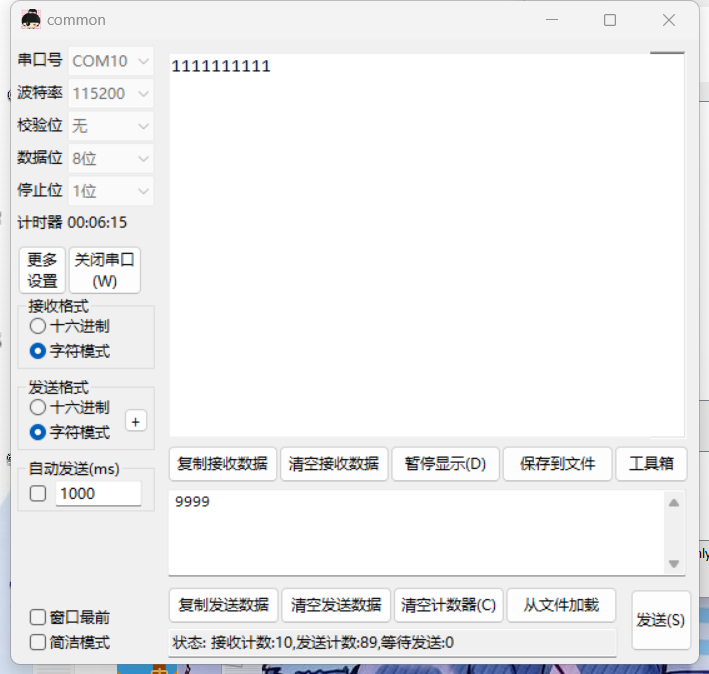 common
串口号 COM10
波特率 115200
校验位 无
数据位 8位
停止位 1位
计时器 00:06:15
更多
设置
关闭串口
(W)
接收格式
十六进制
字符模式
发送格式
十六进制
字符模式
+
自动发送(ms)
1000
窗口最前
简洁模式
1111111111
复制接收数据 清空接收数据 暂停显示(D) 保存到文件 工具箱
9999
复制发送数据 清空发送数据 清空计数器(C) 从文件加载
发送(S)
状态: 接收计数:10,发送计数:89,等待发送:0